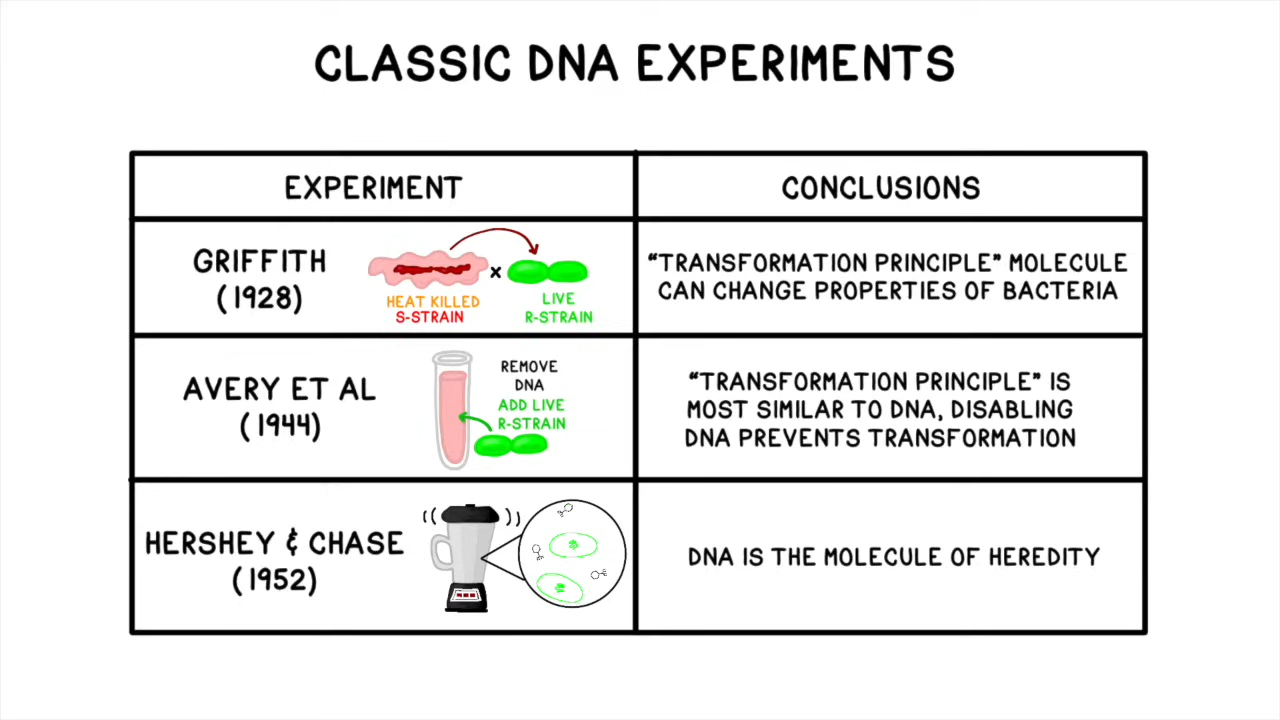 CLASSIC DNA EXPERIMENTS
EXPERIMENT
CONCLUSIONS
GRIFFITH
(1928)
HEAT KILLED
S-STRAIN
x
LIVE
R-STRAIN
“TRANSFORMATION PRINCIPLE” MOLECULE
CAN CHANGE PROPERTIES OF BACTERIA
AVERY ET AL
(1944)
REMOVE
DNA
ADD LIVE
R-STRAIN
“TRANSFORMATION PRINCIPLE” IS
MOST SIMILAR TO DNA, DISABLING
DNA PREVENTS TRANSFORMATION
HERSHEY & CHASE
(1952)
DNA IS THE MOLECULE OF HEREDITY